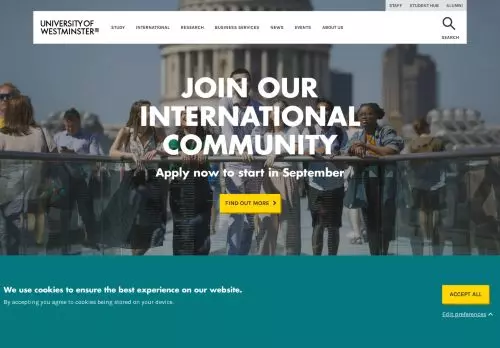 STAFF STUDENT HUB ALUMNI
UNIVERSITY OF
WESTMINSTER
STUDY INTERNATIONAL RESEARCH BUSINESS SERVICES NEWS EVENTS ABOUT US
SEARCH
JOIN OUR
INTERNATIONAL
COMMUNITY
Apply now to start in September
FIND OUT MORE
We use cookies to ensure the best experience on our website.
By accepting you agree to cookies being stored on your device.
ACCEPT ALL
Edit preferences